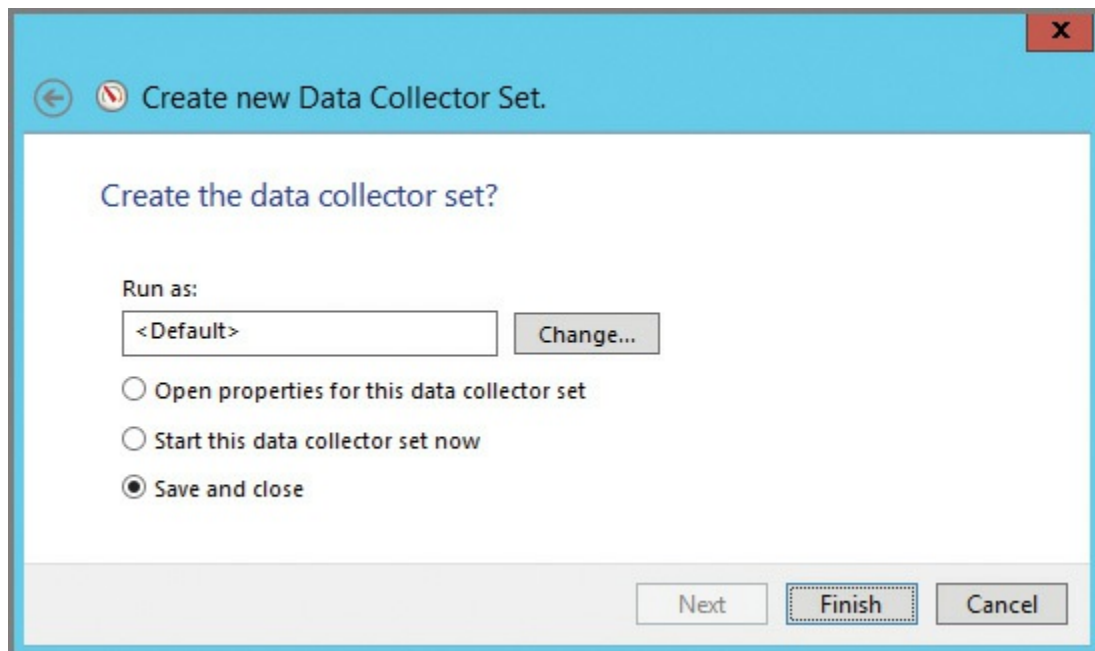 X
Create new Data Collector Set.
Create the data collector set?
Run as:
<Default>
Change...
Open properties for this data collector set
Start this data collector set now
Save and close
Next
Finish
Cancel